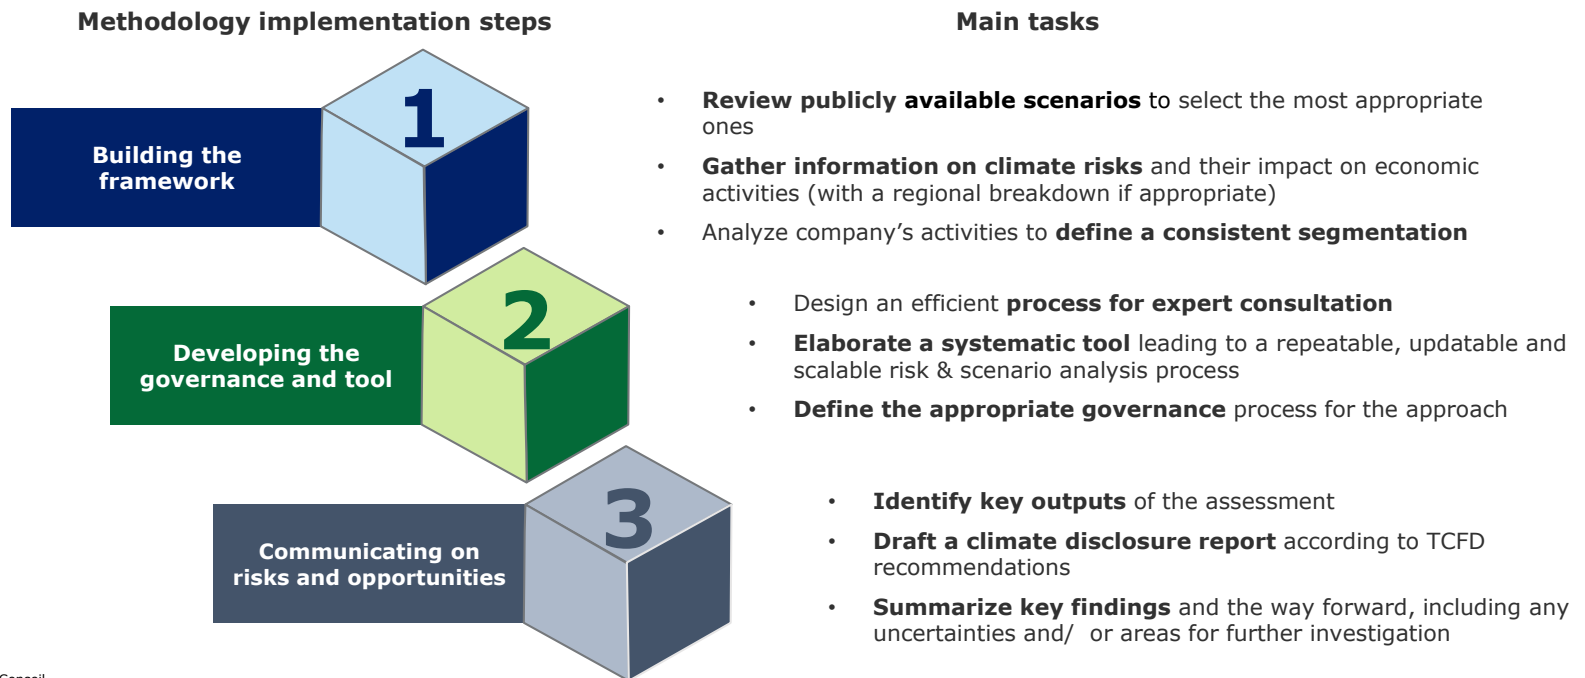 Methodology implementation steps
Main tasks
1
Building the
framework
• Review publicly available scenarios to select the most appropriate
ones
• Gather information on climate risks and their impact on economic
activities (with a regional breakdown if appropriate)
• Analyze company’s activities to define a consistent segmentation
2
Developing the
governance and tool
• Design an efficient process for expert consultation
• Elaborate a systematic tool leading to a repeatable, updatable and
scalable risk & scenario analysis process
• Define the appropriate governance process for the approach
3
Communicating on
risks and opportunities
• Identify key outputs of the assessment
• Draft a climate disclosure report according to TCFD
recommendations
• Summarize key findings and the way forward, including any
uncertainties and/ or areas for further investigation